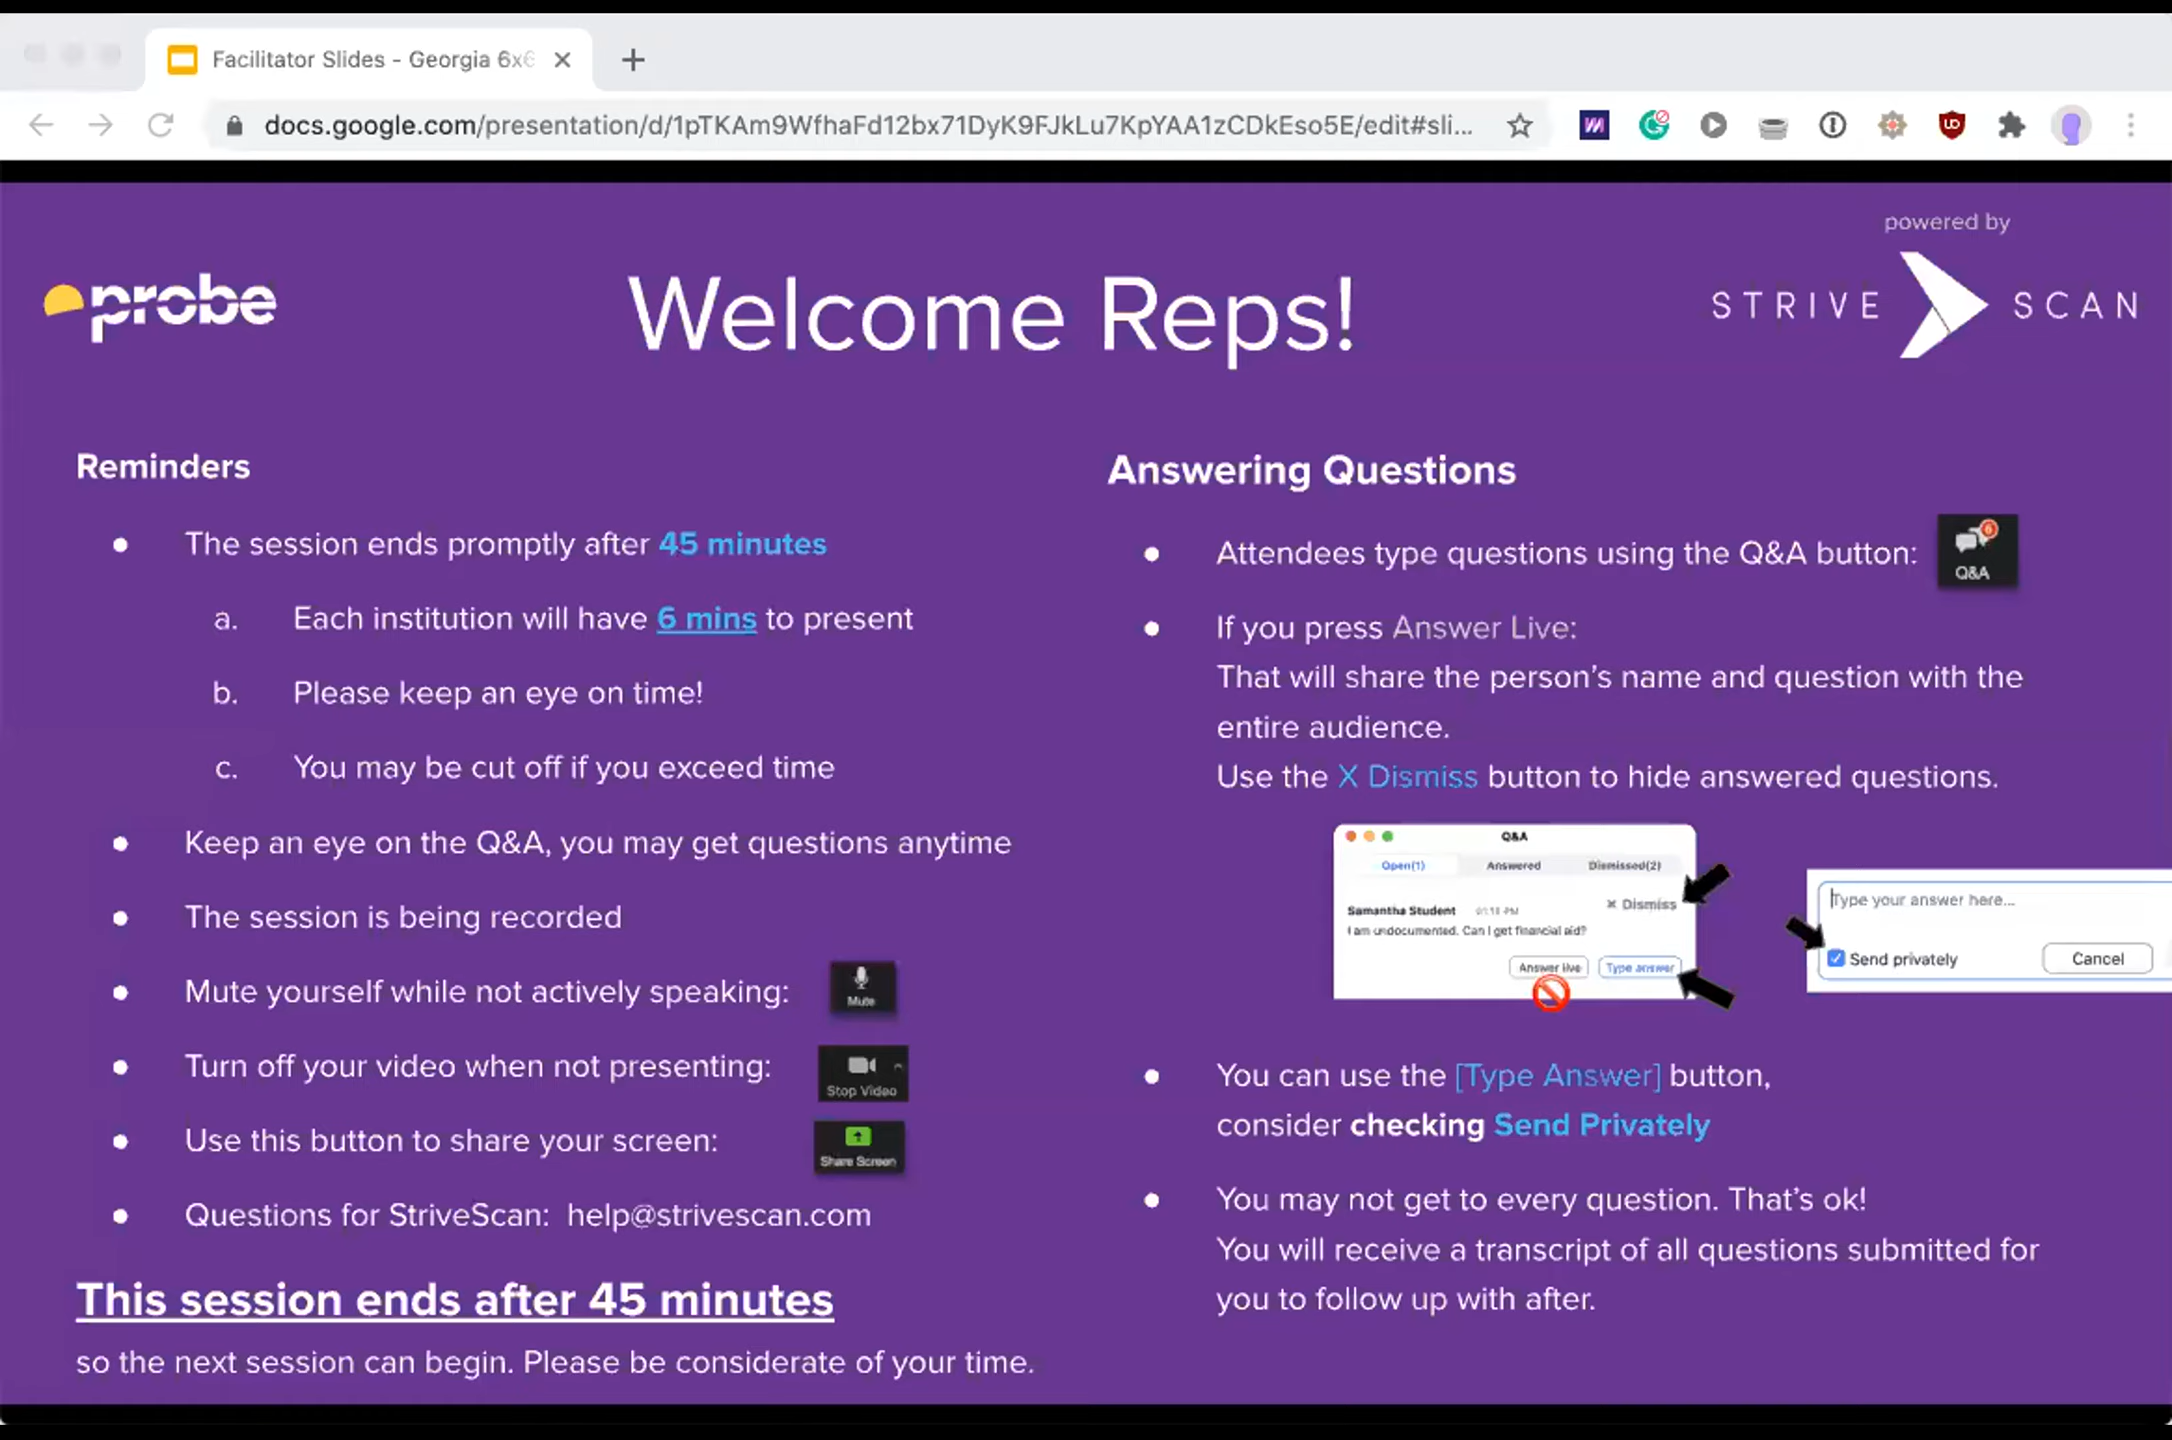 Facilitator Slides - Georgia 6x6
docs.google.com/presentation/d/1pTKAm9WfhaFd12bx71DyK9FJkLu7KpYAA1zCDkEso5E/edit#sli...
powered by
probe
Welcome Reps!
STRIVE SCAN
Reminders
• The session ends promptly after 45 minutes
a. Each institution will have 6 mins to present
b. Please keep an eye on time!
c. You may be cut off if you exceed time
• Keep an eye on the Q&A, you may get questions anytime
• The session is being recorded
• Mute yourself while not actively speaking:
Mute
• Turn off your video when not presenting:
Stop Video
• Use this button to share your screen:
Share Screen
• Questions for StriveScan: help@strivescan.com
This session ends after 45 minutes
so the next session can begin. Please be considerate of your time.
Answering Questions
• Attendees type questions using the Q&A button:
6
Q&A
• If you press Answer Live:
That will share the person's name and question with the
entire audience.
Use the X Dismiss button to hide answered questions.
Q&A
Open(1) Answered Dismissed(2)
Samantha Student 01:18 PM × Dismiss
I am undocumented. Can I get financial aid?
Answer live Type answer
Type your answer here...
Send privately Cancel
• You can use the [Type Answer] button,
consider checking Send Privately
• You may not get to every question. That's ok!
You will receive a transcript of all questions submitted for
you to follow up with after.